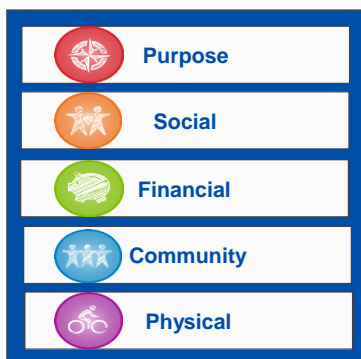 Purpose
Social
Financial
Community
Physical